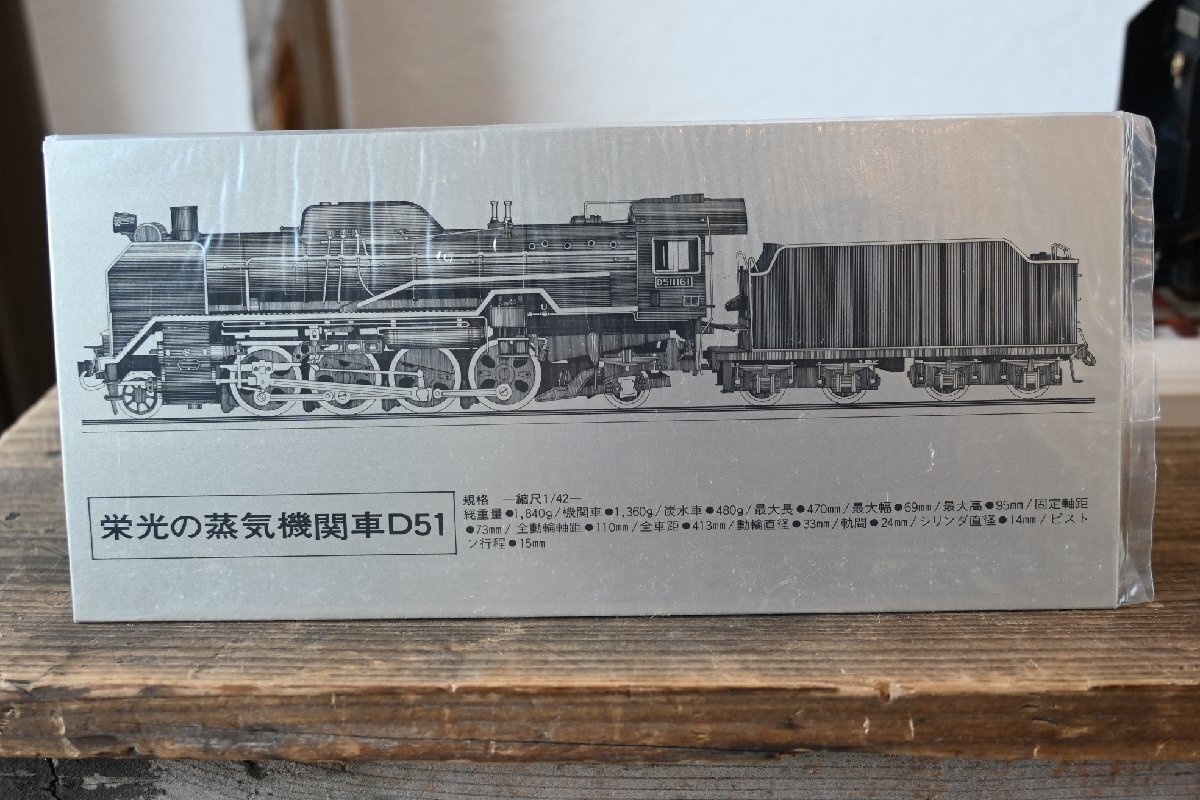 D511161
栄光の蒸気機関車D51
規格 ―縮尺1/42―
総重量●1,840g/機関車●1,360g/炭水車●480g/最大長●470mm/最大幅●69mm/最大高●95mm/固定軸距
●73mm/全動輪軸距●110mm/全車距●413mm/動輪直径●33mm/軌間●24mm/シリンダ直径●14mm/ピスト
ン行程●15mm